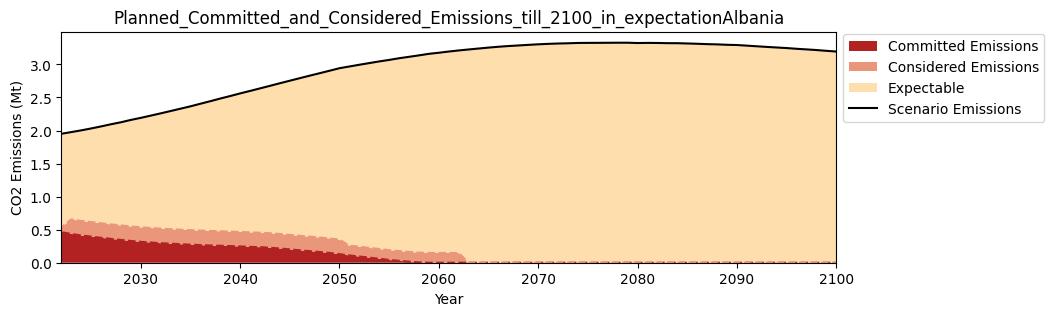 Planned_Committed_and_Considered_Emissions_till_2100_in_expectationAlbania
CO2 Emissions (Mt)
3.0
2.5
2.0
1.5
1.0
0.5
0.0
2030 2040 2050 2060 2070 2080 2090 2100
Year
Committed Emissions
Considered Emissions
Expectable
Scenario Emissions